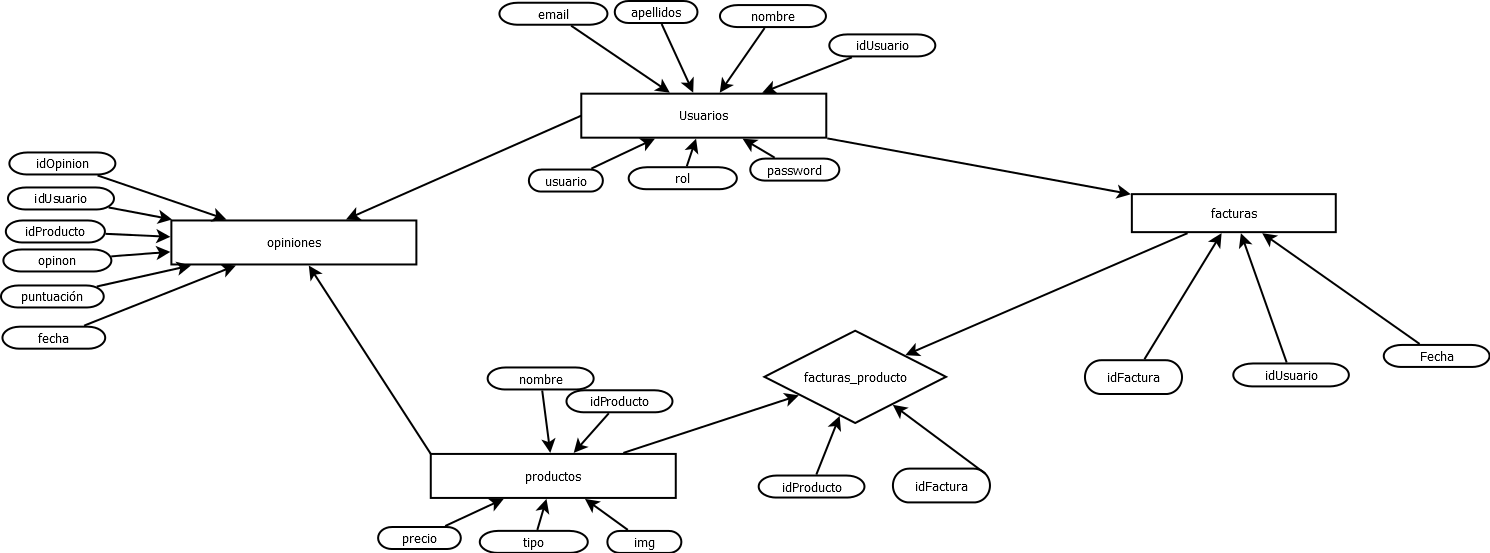 email
apellidos
nombre
idUsuario
Usuarios
usuario
rol
password
idOpinion
idUsuario
idProducto
opinon
puntuación
fecha
opiniones
facturas
idFactura
idUsuario
Fecha
facturas_producto
idProducto
idFactura
nombre
idProducto
productos
precio
tipo
img